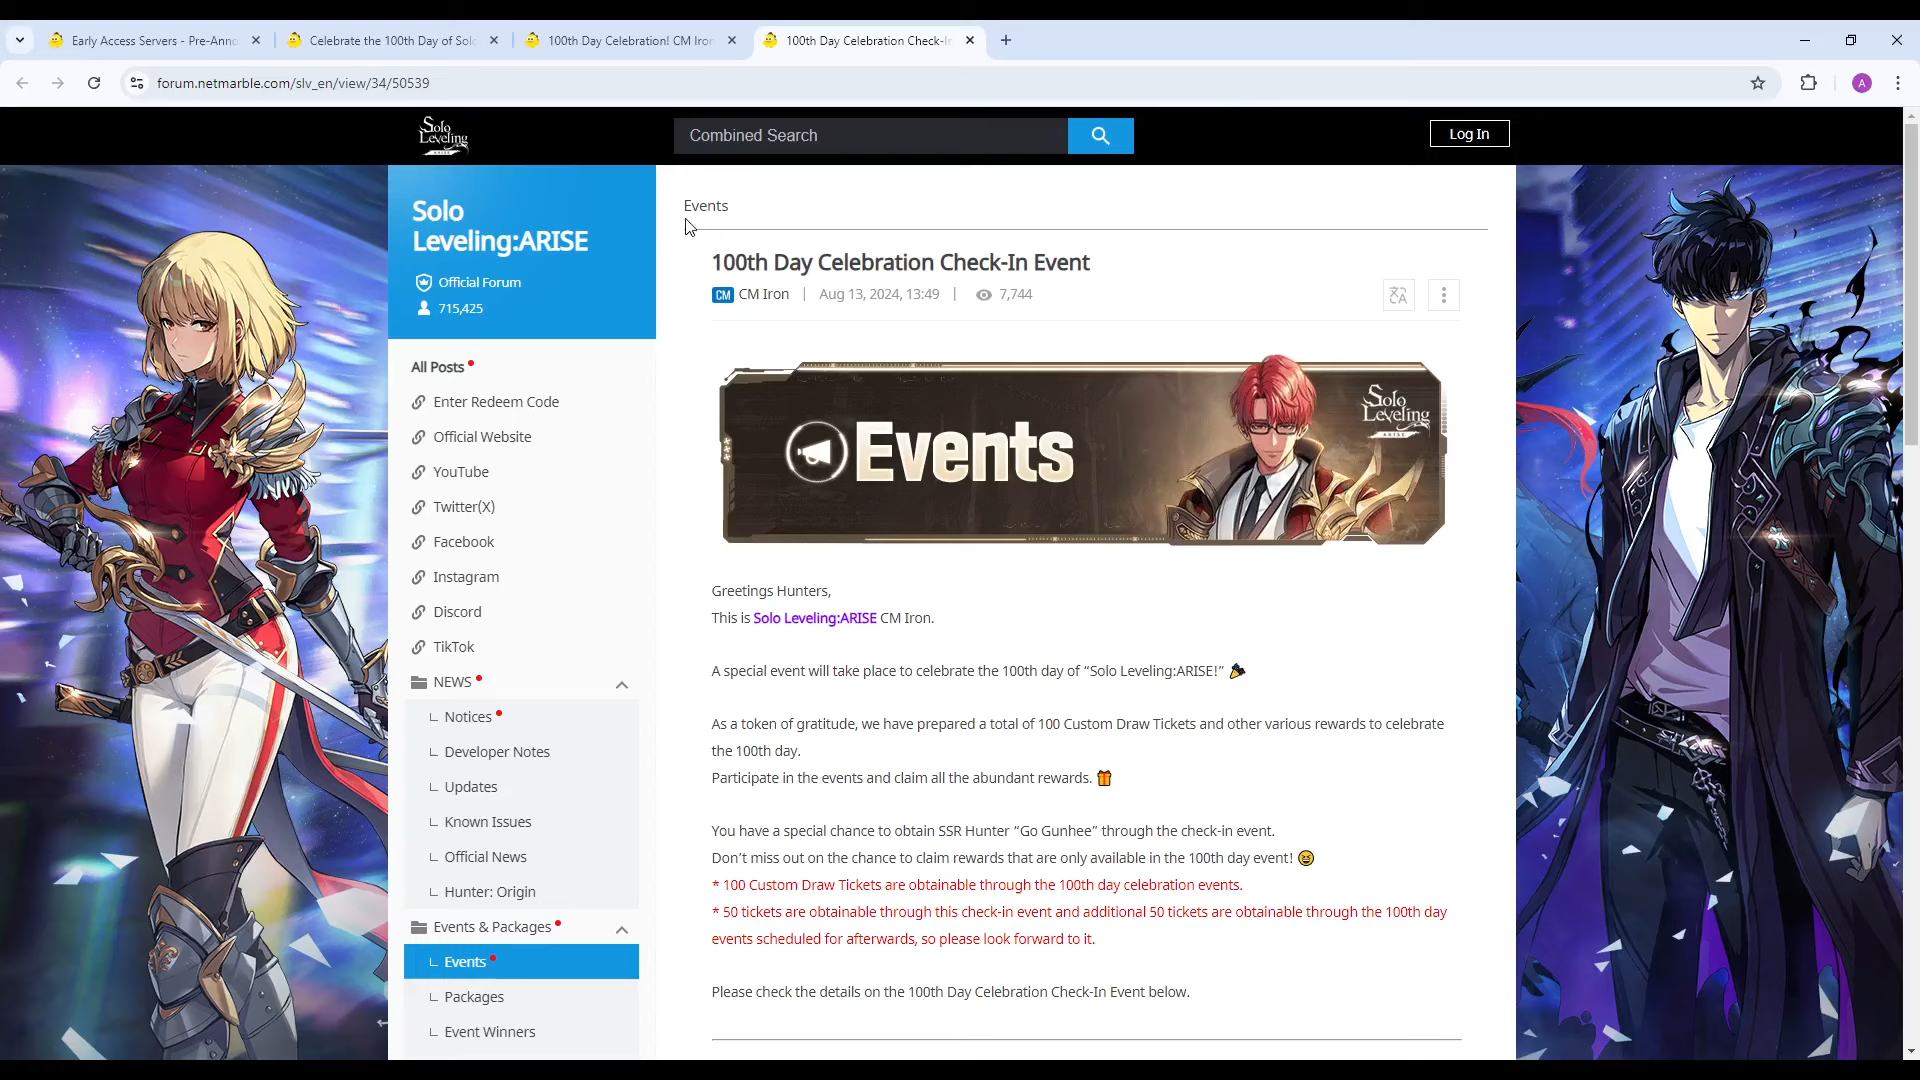 Early Access Servers - Pre-Anno
Celebrate the 100th Day of Solo
100th Day Celebration! CM Iron
100th Day Celebration Check-In
forum.netmarble.com/slv_en/view/34/50539
A
Solo
Leveling
ARISE
Combined Search
Log In
Solo
Leveling:ARISE
Official Forum
715,425
All Posts
Enter Redeem Code
Official Website
YouTube
Twitter(X)
Facebook
Instagram
Discord
TikTok
NEWS
Notices
Developer Notes
Updates
Known Issues
Official News
Hunter: Origin
Events & Packages
Events
Packages
Event Winners
Events
100th Day Celebration Check-In Event
CM CM Iron | Aug 13, 2024, 13:49 | 7,744
Events
Solo
Leveling
ARISE
Greetings Hunters,
This is Solo Leveling:ARISE CM Iron.
A special event will take place to celebrate the 100th day of “Solo Leveling:ARISE!” 🎉
As a token of gratitude, we have prepared a total of 100 Custom Draw Tickets and other various rewards to celebrate
the 100th day.
Participate in the events and claim all the abundant rewards. 🎁
You have a special chance to obtain SSR Hunter “Go Gunhee” through the check-in event.
Don’t miss out on the chance to claim rewards that are only available in the 100th day event! 😆
* 100 Custom Draw Tickets are obtainable through the 100th day celebration events.
* 50 tickets are obtainable through this check-in event and additional 50 tickets are obtainable through the 100th day
events scheduled for afterwards, so please look forward to it.
Please check the details on the 100th Day Celebration Check-In Event below.